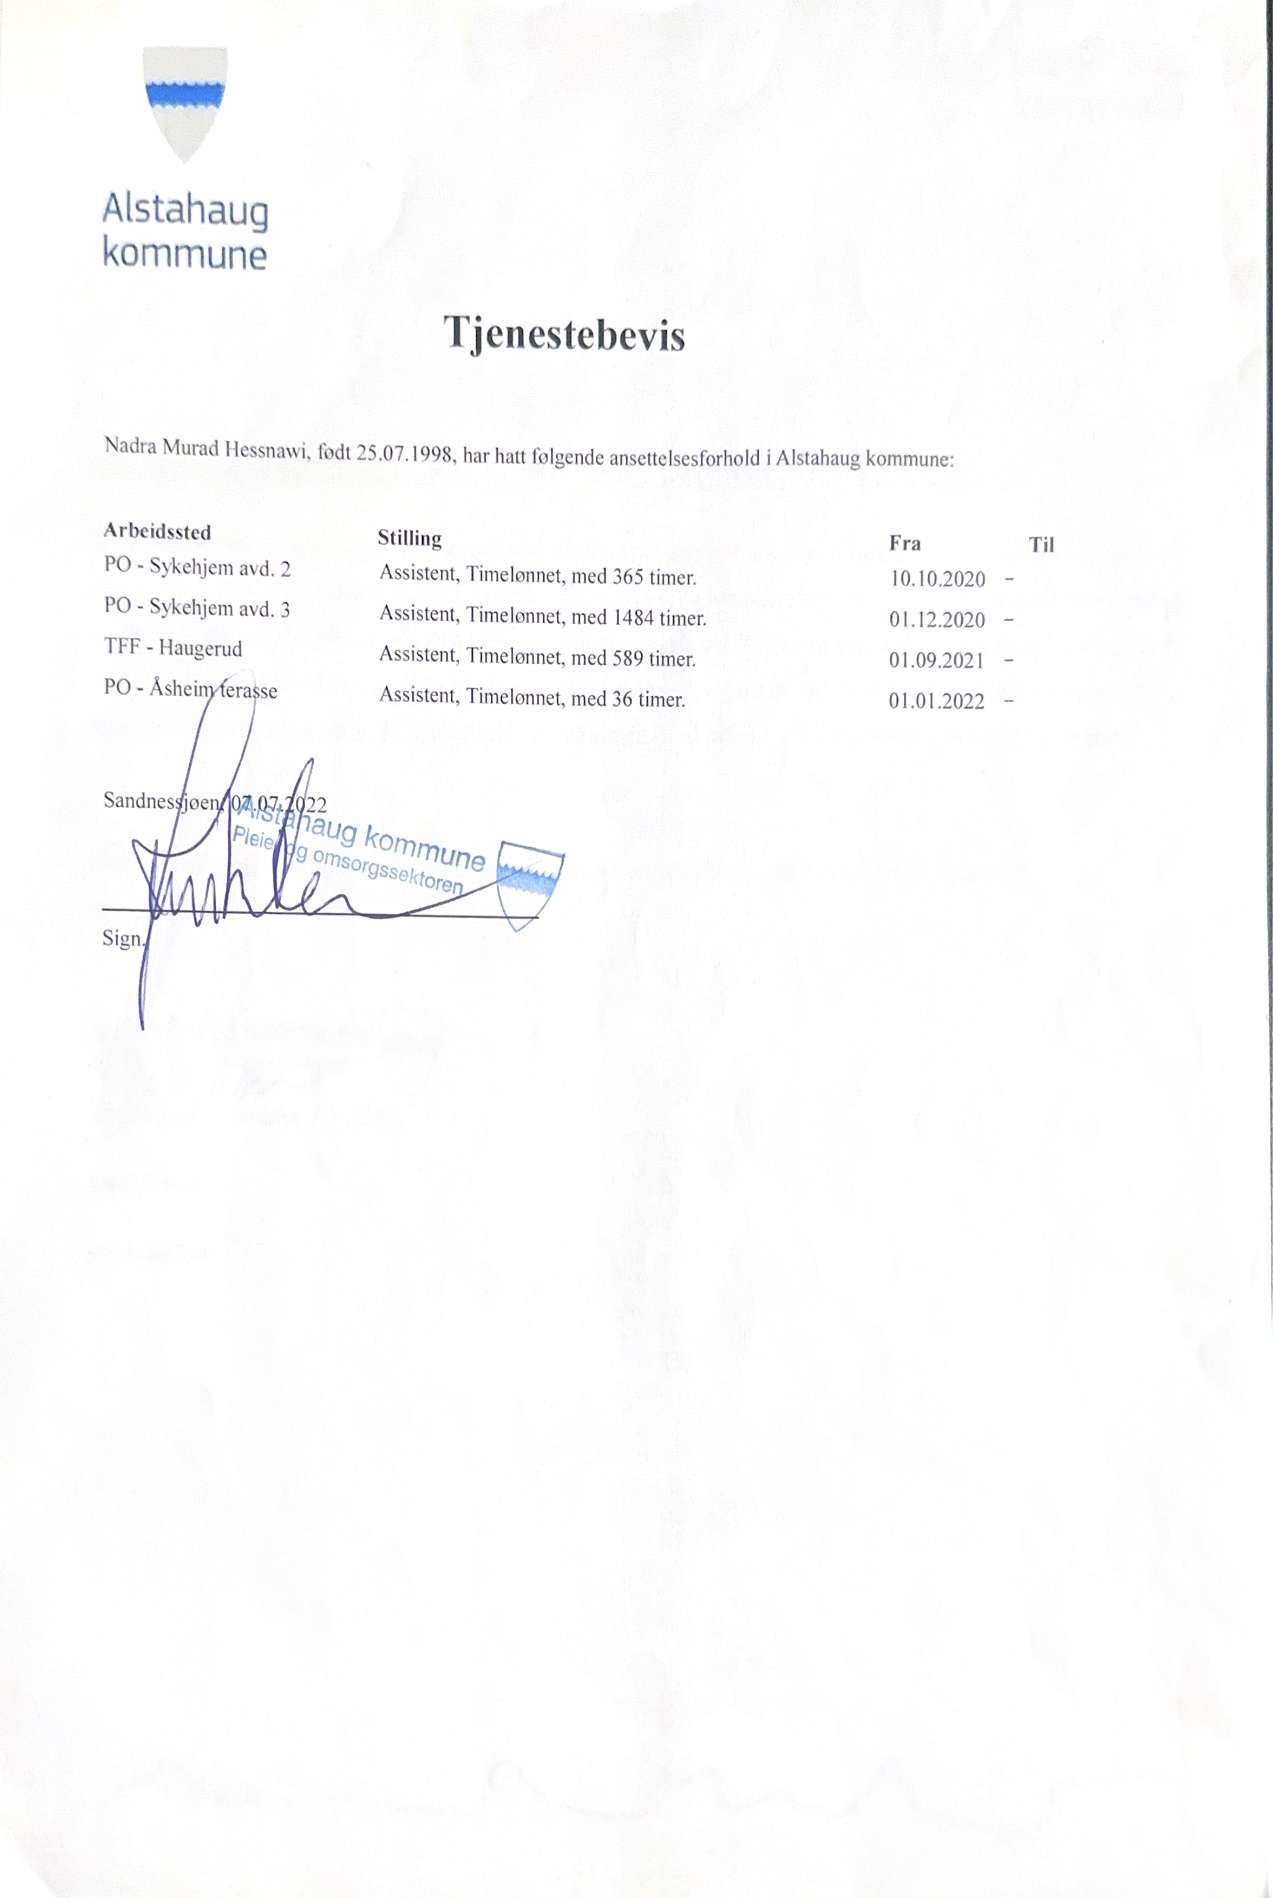 Alstahaug
kommune
Tjenestebevis
Nadra Murad Hessnawi, født 25.07.1998, har hatt følgende ansettelsesforhold i Alstahaug kommune:
Arbeidssted Stilling Fra Til
PO - Sykehjem avd. 2 Assistent, Timelønnet, med 365 timer. 10.10.2020 -
PO - Sykehjem avd. 3 Assistent, Timelønnet, med 1484 timer. 01.12.2020 -
TFF - Haugerud Assistent, Timelønnet, med 589 timer. 01.09.2021 -
PO - Åsheim terasse Assistent, Timelønnet, med 36 timer. 01.01.2022 -
Sandnessjøen, 07.07.2022
Alstahaug kommune
Pleie og omsorgssektoren
Sign.